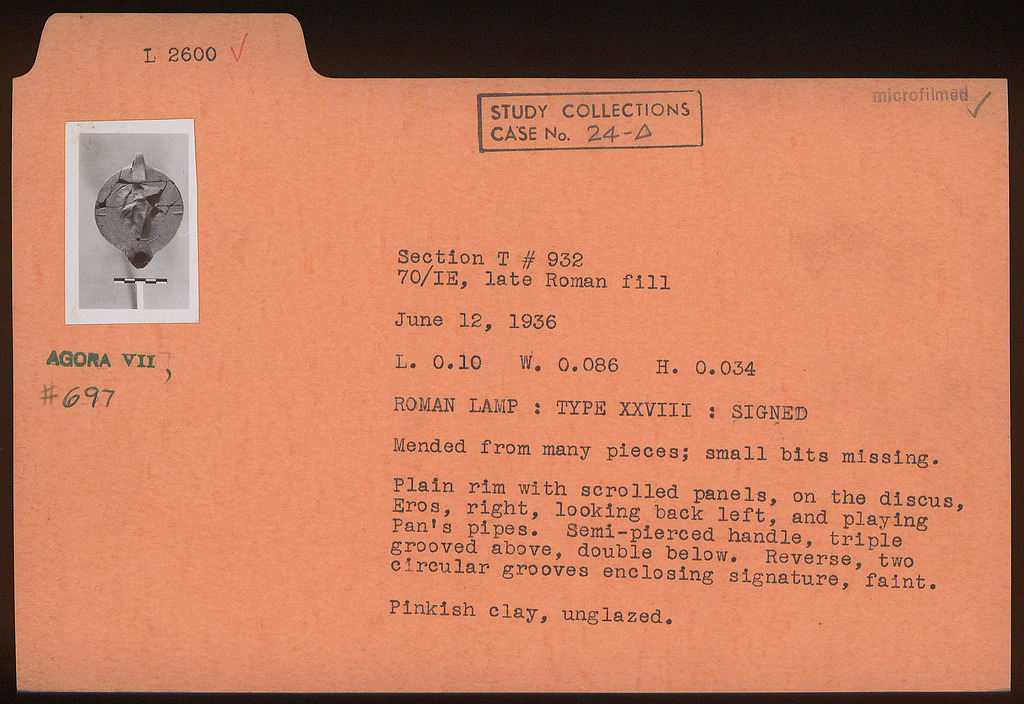 L 2600 ✓
microfilmed ✓
STUDY COLLECTIONS
CASE No. 24-Δ
AGORA VII,
#697
Section T # 932
70/IE, late Roman fill
June 12, 1936
L. 0.10 W. 0.086 H. 0.034
ROMAN LAMP : TYPE XXVIII : SIGNED
Mended from many pieces; small bits missing.
Plain rim with scrolled panels, on the discus,
Eros, right, looking back left, and playing
Pan's pipes. Semi-pierced handle, triple
grooved above, double below. Reverse, two
circular grooves enclosing signature, faint.
Pinkish clay, unglazed.